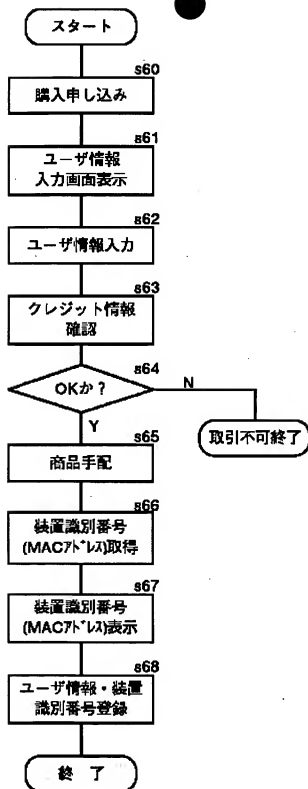 スタート
s60
購入申し込み
s61
ユーザ情報
入力画面表示
s62
ユーザ情報入力
s63
クレジット情報
確認
s64
OKか？
N
Y
取引不可終了
s65
商品手配
s66
装置識別番号
(MACｱﾄﾞﾚｽ)取得
s67
装置識別番号
(MACｱﾄﾞﾚｽ)表示
s68
ユーザ情報・装置
識別番号登録
終 了